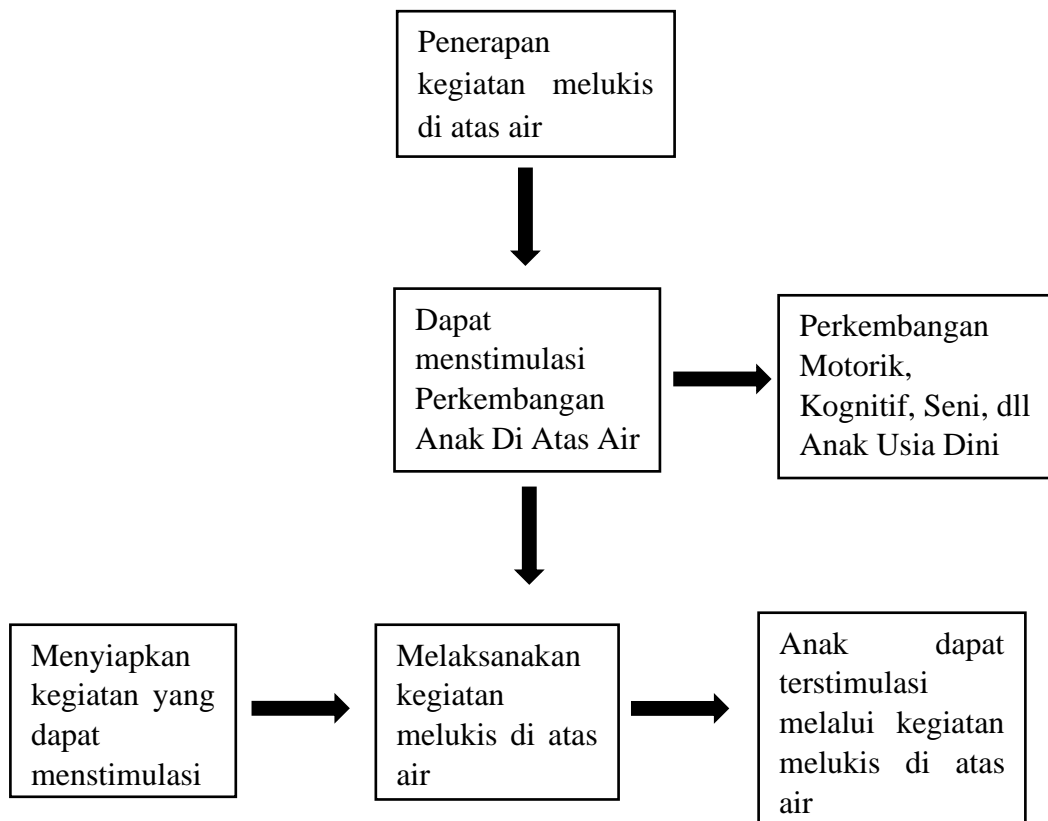 Penerapan
kegiatan melukis
di atas air
Dapat
menstimulasi
Perkembangan
Anak Di Atas Air
Perkembangan
Motorik,
Kognitif, Seni, dll
Anak Usia Dini
Menyiapkan
kegiatan yang
dapat
menstimulasi
Melaksanakan
kegiatan
melukis di atas
air
Anak dapat
terstimulasi
melalui kegiatan
melukis di atas
air